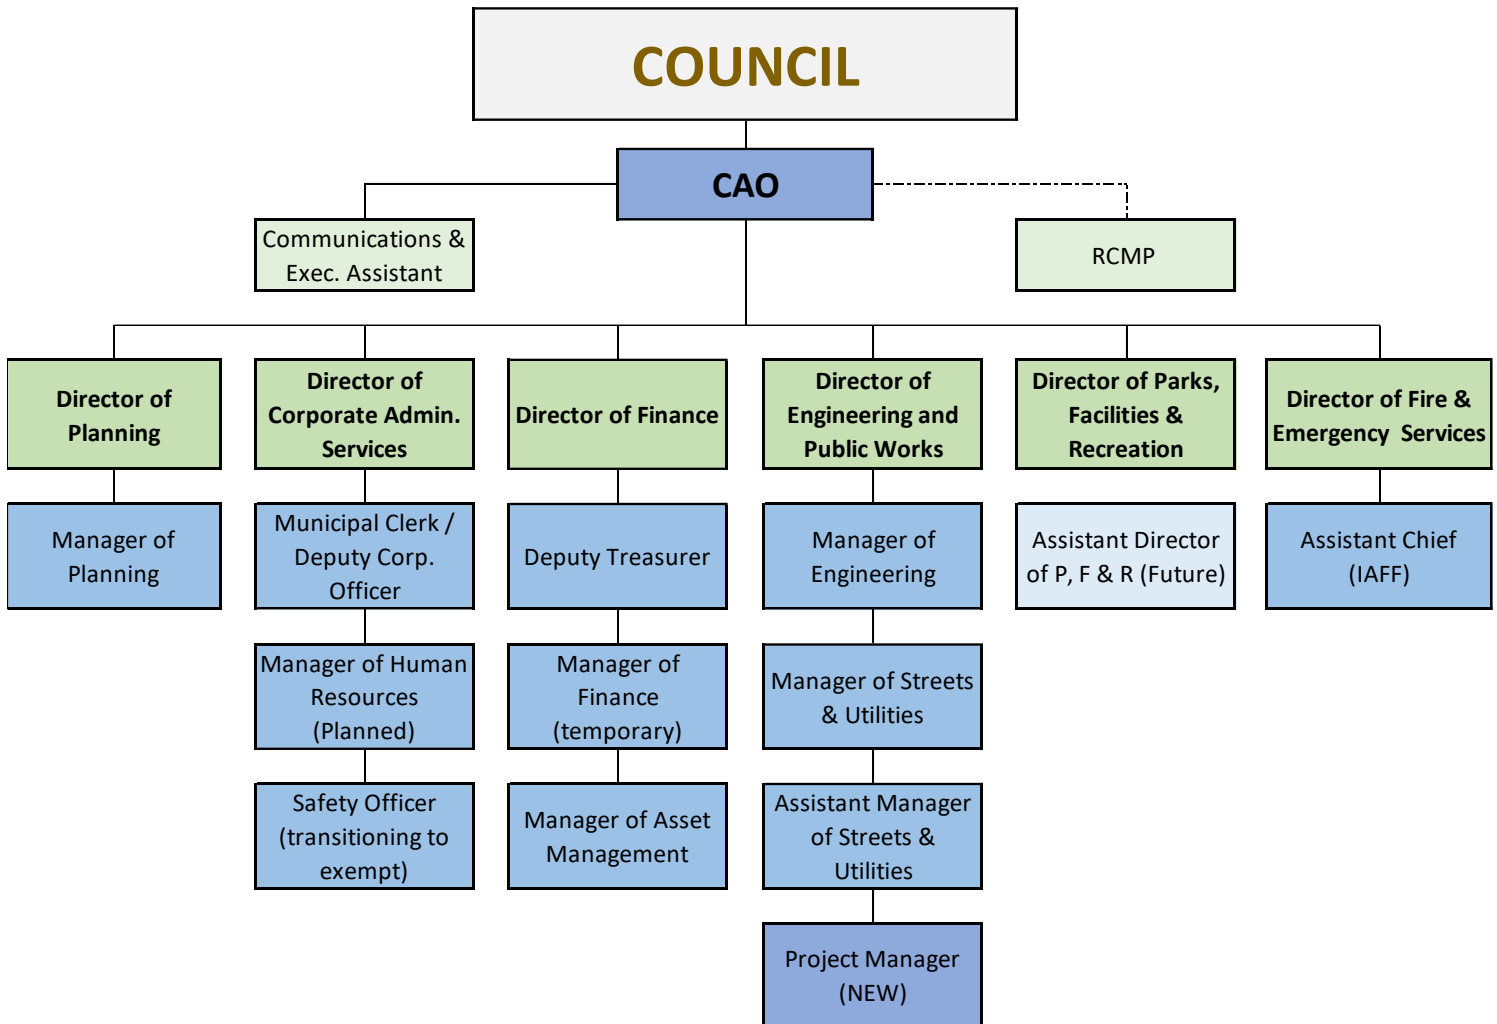 COUNCIL
CAO
Communications &
Exec. Assistant
RCMP
Director of
Planning
Director of
Corporate Admin.
Services
Director of Finance
Director of
Engineering and
Public Works
Director of Parks,
Facilities &
Recreation
Director of Fire &
Emergency Services
Manager of
Planning
Municipal Clerk /
Deputy Corp.
Officer
Deputy Treasurer
Manager of
Engineering
Assistant Director
of P, F & R (Future)
Assistant Chief
(IAFF)
Manager of Human
Resources
(Planned)
Manager of
Finance
(temporary)
Manager of Streets
& Utilities
Safety Officer
(transitioning to
exempt)
Manager of Asset
Management
Assistant Manager
of Streets &
Utilities
Project Manager
(NEW)